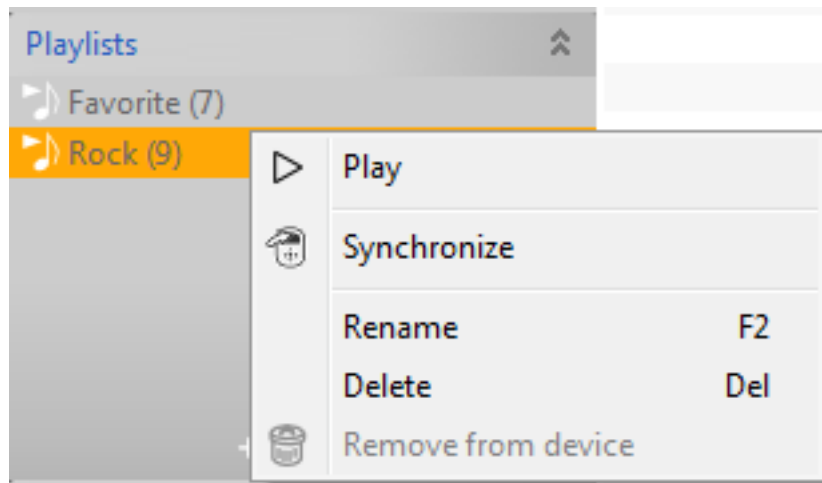 Playlists
Favorite (7)
Rock (9)
Play
Synchronize
Rename F2
Delete Del
Remove from device